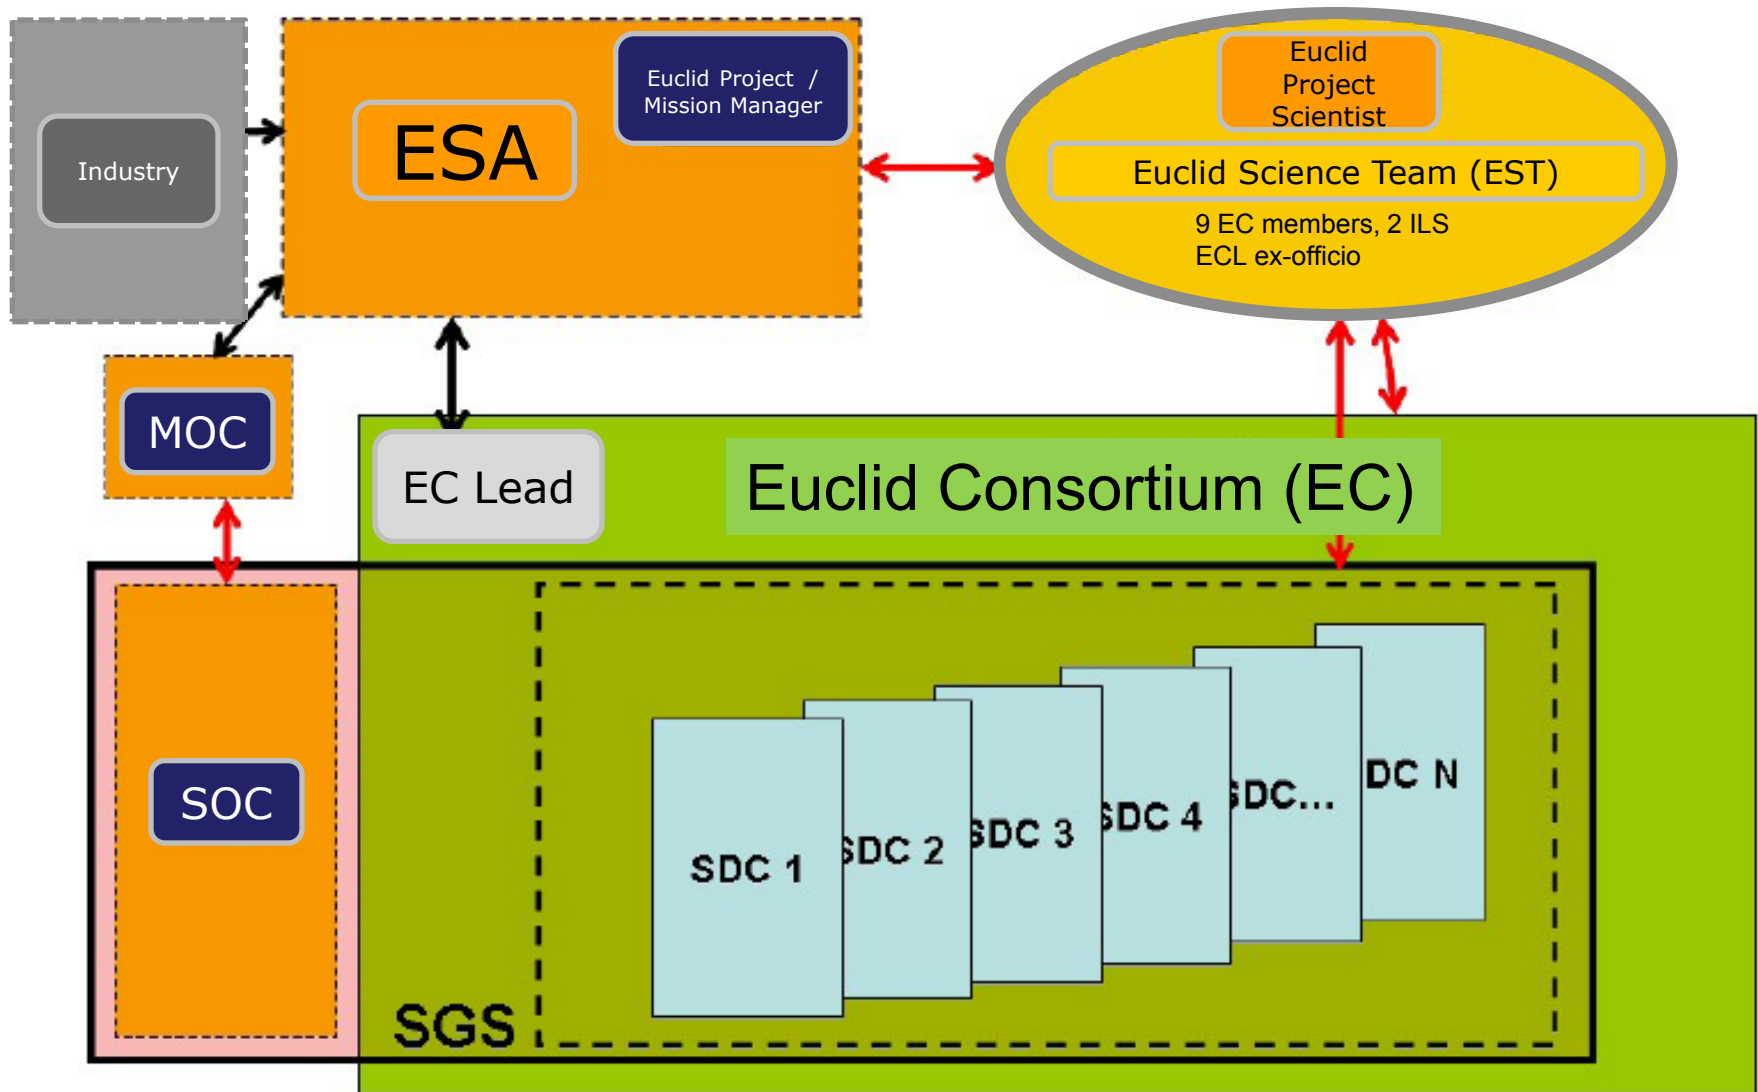 Industry
ESA
Euclid Project /
Mission Manager
Euclid
Project
Scientist
Euclid Science Team (EST)
9 EC members, 2 ILS
ECL ex-officio
MOC
EC Lead
Euclid Consortium (EC)
SOC
SGS
SDC 1
SDC 2
SDC 3
SDC 4
SDC...
DC N